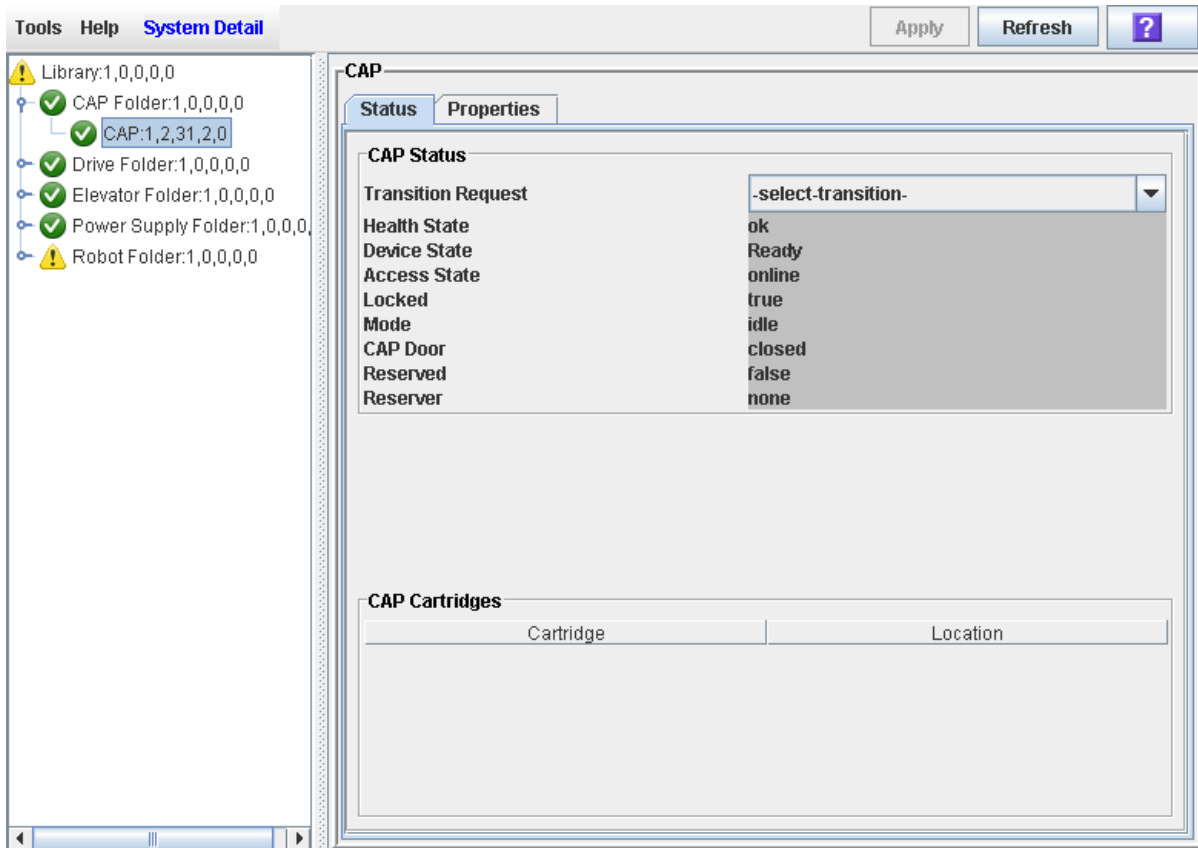 Tools Help System Detail Apply Refresh ?
Library:1,0,0,0,0
CAP Folder:1,0,0,0,0
CAP:1,2,31,2,0
Drive Folder:1,0,0,0,0
Elevator Folder:1,0,0,0,0
Power Supply Folder:1,0,0,0,
Robot Folder:1,0,0,0,0
CAP
Status Properties
CAP Status
Transition Request -select-transition-
Health State ok
Device State Ready
Access State online
Locked true
Mode idle
CAP Door closed
Reserved false
Reserver none
CAP Cartridges
Cartridge Location